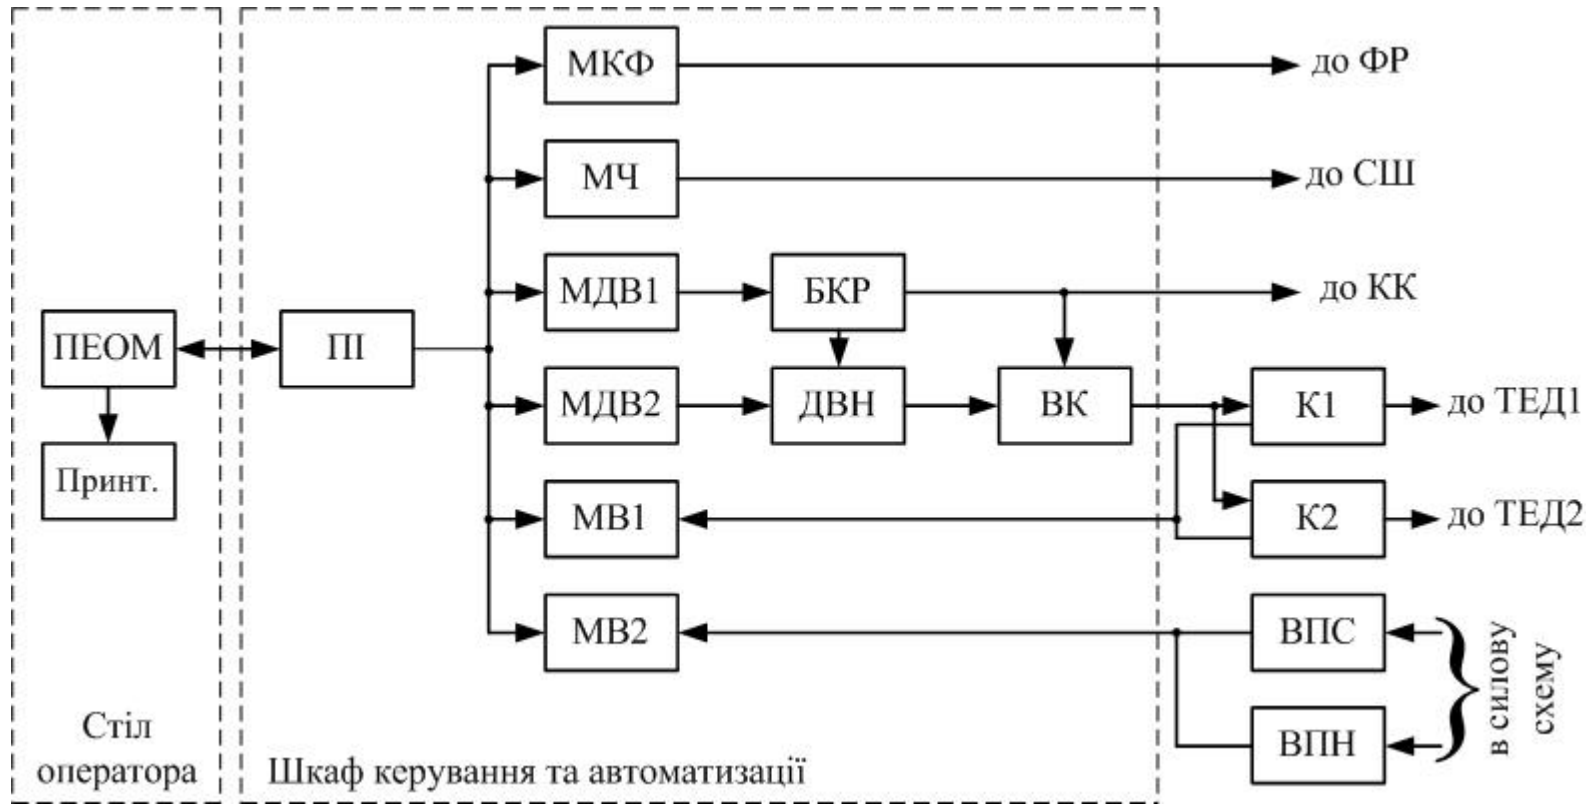 МКФ
до ФР
МЧ
до СШ
МДВ1
БКР
до КК
ПЕОМ
ПІ
МДВ2
ДВН
ВК
К1
до ТЕД1
Принт.
МВ1
К2
до ТЕД2
МВ2
ВПС
ВПН
в силову
схему
Стіл
оператора
Шкаф керування та автоматизації